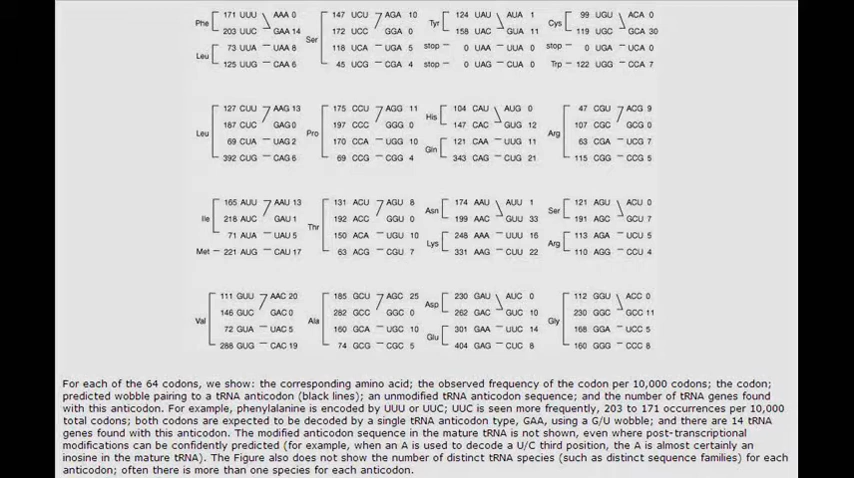 171 UUU AAA 0 147 UCU AGA 10 124 UAU AUA 1 99 UGU ACA 0
Phe Tyr Cys
203 UUC GAA 14 172 UCC GGA 0 158 UAC GUA 11 119 UGC GCA 30
Ser
73 UUA UAA 8 118 UCA UGA 5 stop 0 UAA UUA 0 stop 0 UGA UCA 0
Leu
125 UUG CAA 6 45 UCG CGA 4 stop 0 UAG CUA 0 Trp 122 UGG CCA 7
127 CUU AAG 13 175 CCU AGG 11 104 CAU AUG 0 47 CGU ACG 9
His
187 CUC GAG 0 197 CCC GGG 0 147 CAC GUG 12 107 CGC GCG 0
Leu Pro Arg
69 CUA UAG 2 170 CCA UGG 10 121 CAA UUG 11 63 CGA UCG 7
Gln
392 CUG CAG 6 69 CCG CGG 4 343 CAG CUG 21 115 CGG CCG 5
165 AUU AAU 13 131 ACU AGU 8 174 AAU AUU 1 121 AGU ACU 0
Asn Ser
Ile 218 AUC GAU 1 192 ACC GGU 0 199 AAC GUU 33 191 AGC GCU 7
Thr
71 AUA UAU 5 150 ACA UGU 10 248 AAA UUU 16 113 AGA UCU 5
Lys Arg
Met 221 AUG CAU 17 63 ACG CGU 7 331 AAG CUU 22 110 AGG CCU 4
111 GUU AAC 20 185 GCU AGC 25 230 GAU AUC 0 112 GGU ACC 0
Asp
146 GUC GAC 0 282 GCC GGC 0 262 GAC GUC 10 230 GGC GCC 11
Val Ala Gly
72 GUA UAC 5 160 GCA UGC 10 301 GAA UUC 14 168 GGA UCC 5
Glu
288 GUG CAC 19 74 GCG CGC 5 404 GAG CUC 8 160 GGG CCC 8
For each of the 64 codons, we show: the corresponding amino acid; the observed frequency of the codon per 10,000 codons; the codon;
predicted wobble pairing to a tRNA anticodon (black lines); an unmodified tRNA anticodon sequence; and the number of tRNA genes found
with this anticodon. For example, phenylalanine is encoded by UUU or UUC; UUC is seen more frequently, 203 to 171 occurrences per 10,000
total codons; both codons are expected to be decoded by a single tRNA anticodon type, GAA, using a G/U wobble; and there are 14 tRNA
genes found with this anticodon. The modified anticodon sequence in the mature tRNA is not shown, even where post-transcriptional
modifications can be confidently predicted (for example, when an A is used to decode a U/C third position, the A is almost certainly an
inosine in the mature tRNA). The Figure also does not show the number of distinct tRNA species (such as distinct sequence families) for each
anticodon; often there is more than one species for each anticodon.